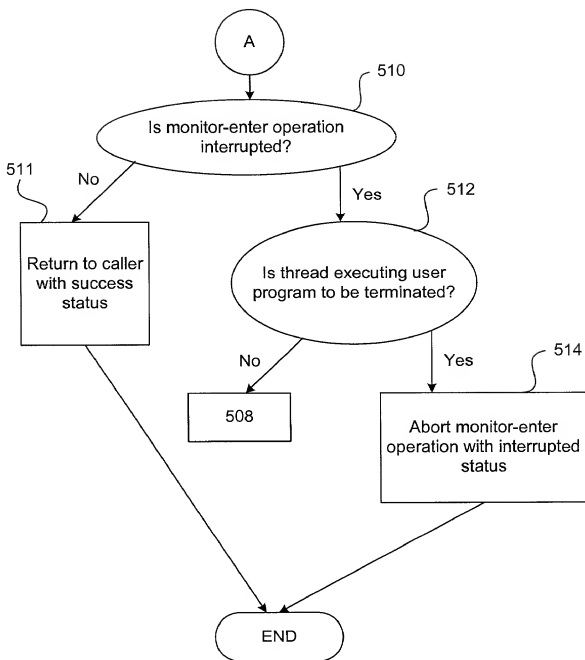 A
510
Is monitor-enter operation
interrupted?
511
No
Yes
512
Return to caller
with success
status
Is thread executing user
program to be terminated?
No
Yes
514
508
Abort monitor-enter
operation with interrupted
status
END